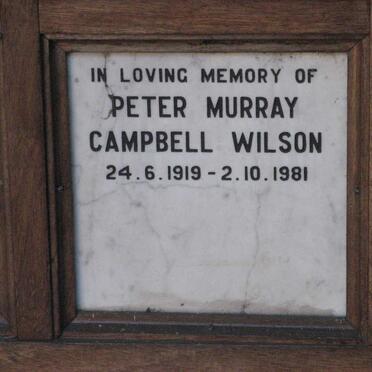 IN LOVING MEMORY OF
PETER MURRAY
CAMPBELL WILSON
24.6.1919 - 2.10.1981